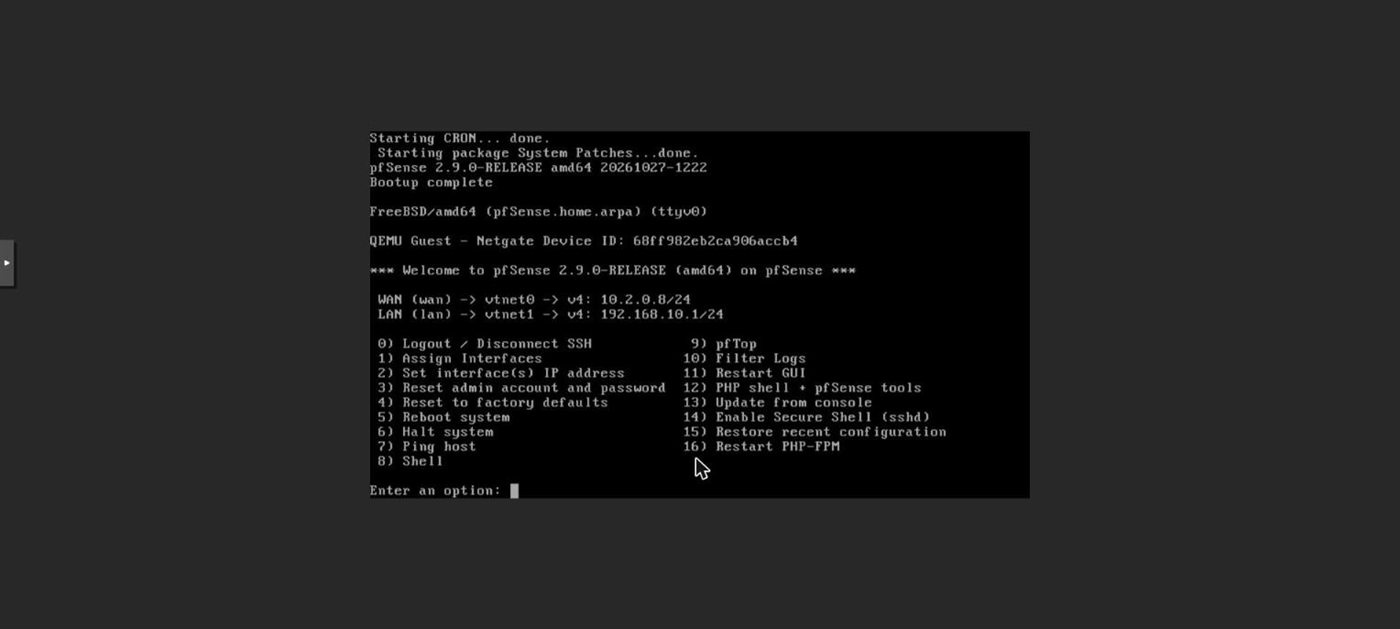 Starting CRON... done.
Starting package System Patches...done.
pfSense 2.9.0-RELEASE amd64 20261027-1222
Bootup complete
FreeBSD/amd64 (pfSense.home.arpa) (ttyv0)
QEMU Guest - Netgate Device ID: 68ff982eb2ca906accb4
*** Welcome to pfSense 2.9.0-RELEASE (amd64) on pfSense ***
WAN (wan) -> vtnet0 -> v4: 10.2.0.8/24
LAN (lan) -> vtnet1 -> v4: 192.168.10.1/24
0) Logout / Disconnect SSH 9) pfTop
1) Assign Interfaces 10) Filter Logs
2) Set interface(s) IP address 11) Restart GUI
3) Reset admin account and password 12) PHP shell + pfSense tools
4) Reset to factory defaults 13) Update from console
5) Reboot system 14) Enable Secure Shell (sshd)
6) Halt system 15) Restore recent configuration
7) Ping host 16) Restart PHP-FPM
8) Shell
Enter an option: